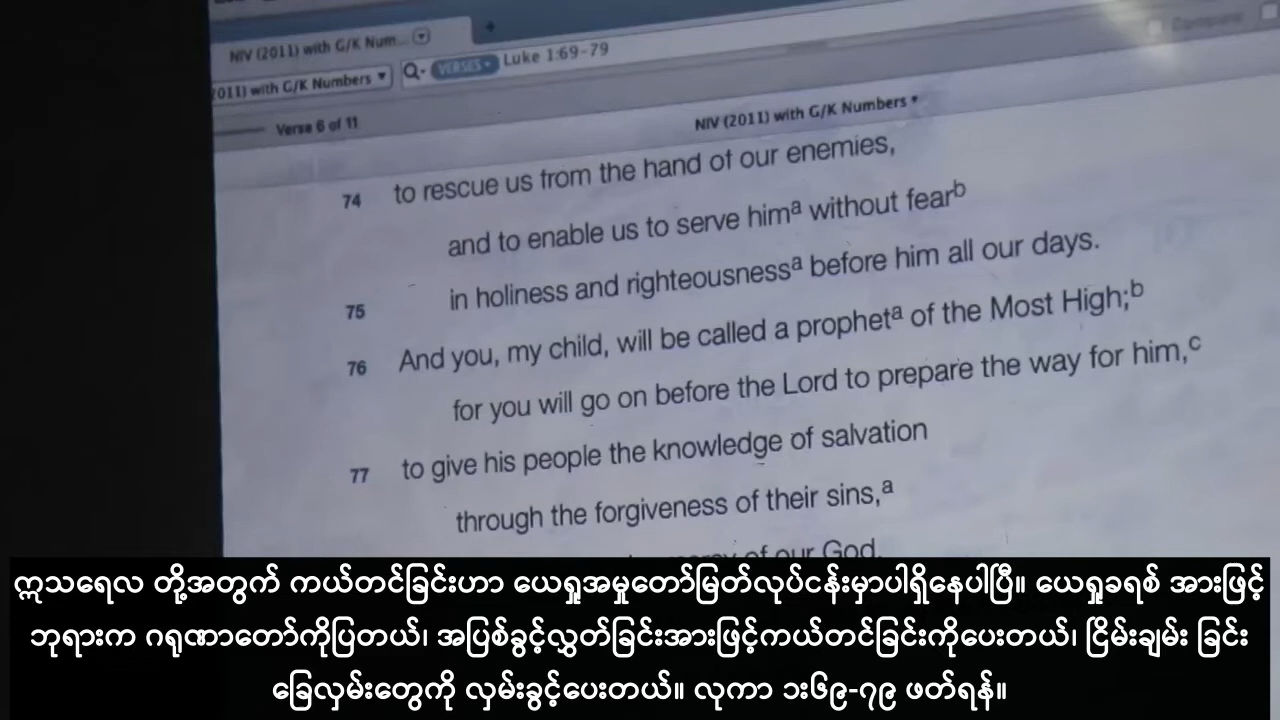 NIV (2011) with G/K Num...
2011) with G/K Numbers
VERSES Luke 1:69-79
Compare
Verse 6 of 11
NIV (2011) with G/K Numbers
74 to rescue us from the hand of our enemies,
and to enable us to serve himᵃ without fearᵇ
75 in holiness and righteousnessᵃ before him all our days.
76 And you, my child, will be called a prophetᵃ of the Most High;ᵇ
for you will go on before the Lord to prepare the way for him,ᶜ
77 to give his people the knowledge of salvation
through the forgiveness of their sins,ᵃ
of our God,
ဣသရေလ တို့အတွက် ကယ်တင်ခြင်းဟာ ယေရှုအမှုတော်မြတ်လုပ်ငန်းမှာပါရှိနေပါပြီ။ ယေရှုခရစ် အားဖြင့်
ဘုရားက ဂရုဏာတော်ကိုပြတယ်၊ အပြစ်ခွင့်လွှတ်ခြင်းအားဖြင့်ကယ်တင်ခြင်းကိုပေးတယ်၊ ငြိမ်းချမ်း ခြင်း
ခြေလှမ်းတွေကို လှမ်းခွင့်ပေးတယ်။ လုကာ ၁း၆၉-၇၉ ဖတ်ရန်။